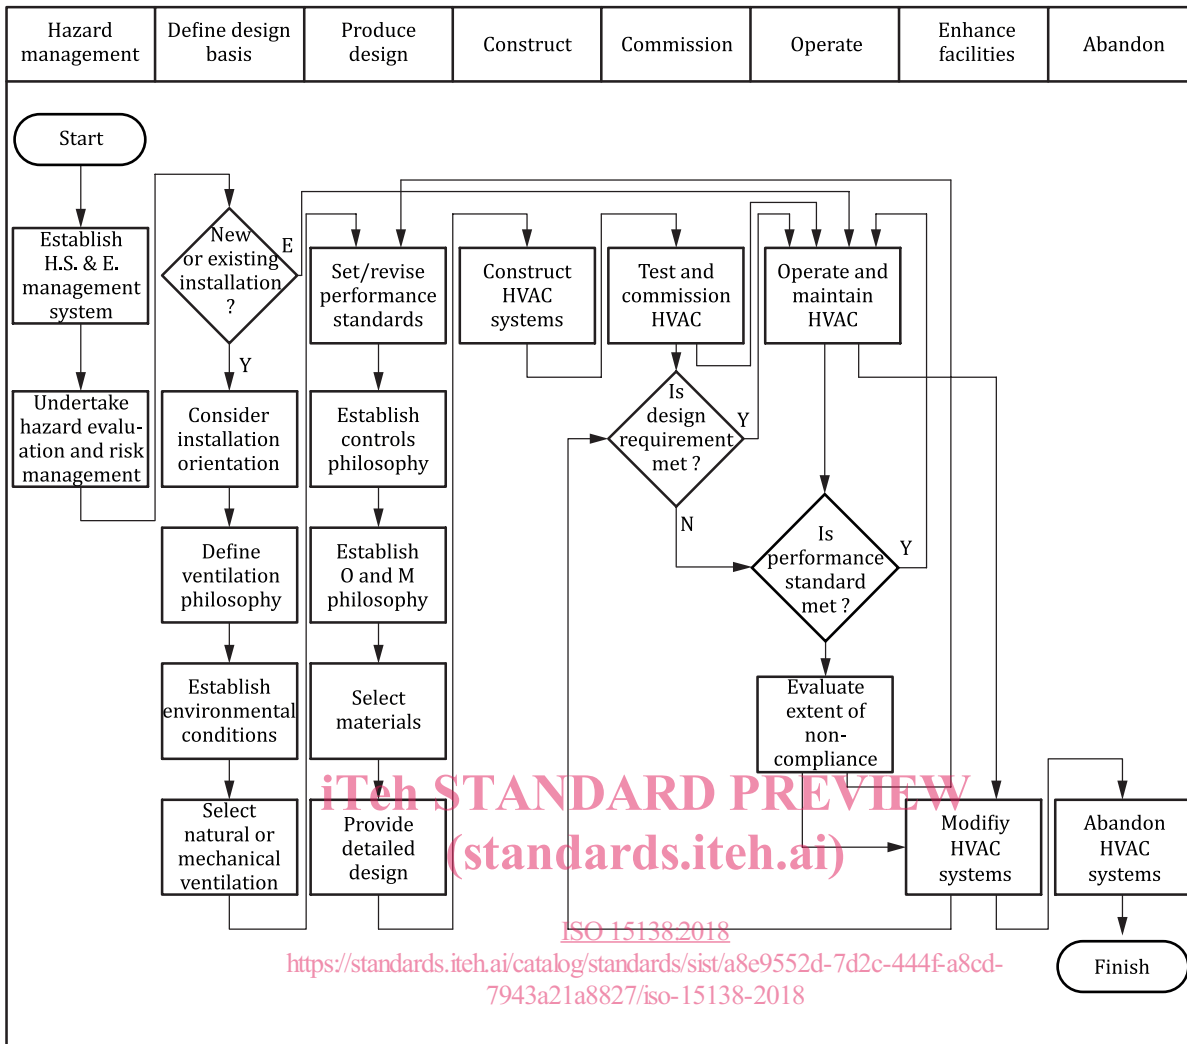 Hazard
management
Define design
basis
Produce
design
Construct
Commission
Operate
Enhance
facilities
Abandon
Start
Establish
H.S. & E.
management
system
Undertake
hazard evalu-
ation and risk
management
New
or existing
installation
?
E
Y
Consider
installation
orientation
Define
ventilation
philosophy
Establish
environmental
conditions
Select
natural or
mechanical
ventilation
Set/revise
performance
standards
Establish
controls
philosophy
Establish
O and M
philosophy
Select
materials
Provide
detailed
design
Construct
HVAC
systems
Test and
commission
HVAC
Is
design
requirement
met ?
Y
N
Operate and
maintain
HVAC
Is
performance
standard
met ?
Y
Evaluate
extent of
non-
compliance
Modifiy
HVAC
systems
Abandon
HVAC
systems
Finish
iTeh STANDARD PREVIEW
(standards.iteh.ai)
ISO 15138:2018
https://standards.iteh.ai/catalog/standards/sist/a8e9552d-7d2c-444f-a8cd-
7943a21a8827/iso-15138-2018